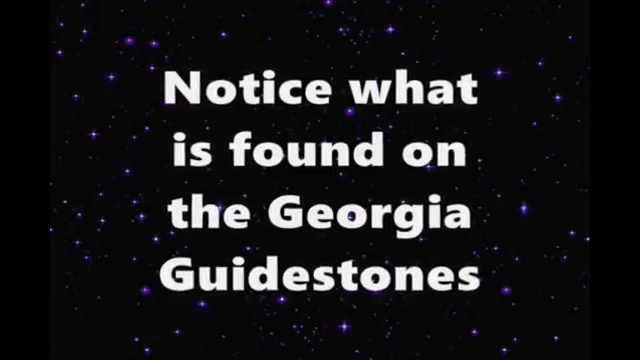 Notice what
is found on
the Georgia
Guidestones